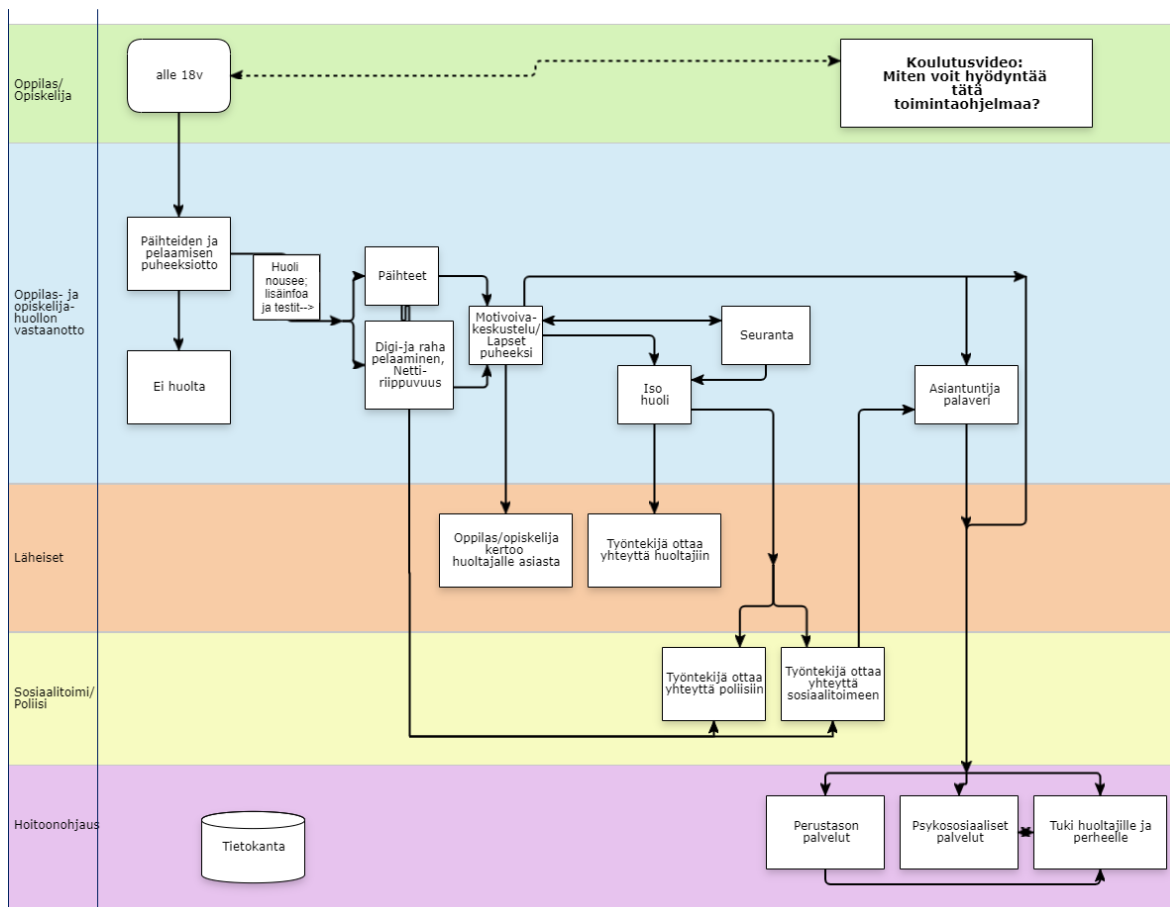 Oppilas/
Opiskelija
alle 18v
Koulutusvideo:
Miten voit hyödyntää
tätä
toimintaohjelmaa?
Oppilas- ja
opiskelija-
huollon
vastaanotto
Päihteiden ja
pelaamisen
puheeksiotto
Huoli
nousee;
lisäinfoa
ja testit-->
Päihteet
Digi-ja raha
pelaaminen,
Netti-
riippuvuus
Motivoiva-
keskustelu/
Lapset
puheeksi
Seuranta
Ei huolta
Iso
huoli
Asiantuntija
palaveri
Läheiset
Oppilas/opiskelija
kertoo
huoltajalle asiasta
Työntekijä ottaa
yhteyttä huoltajiin
Sosiaalitoimi/
Poliisi
Työntekijä ottaa
yhteyttä poliisiin
Työntekijä ottaa
yhteyttä
sosiaalitoimeen
Hoitoonohjaus
Tietokanta
Perustason
palvelut
Psykososiaaliset
palvelut
Tuki huoltajille ja
perheelle